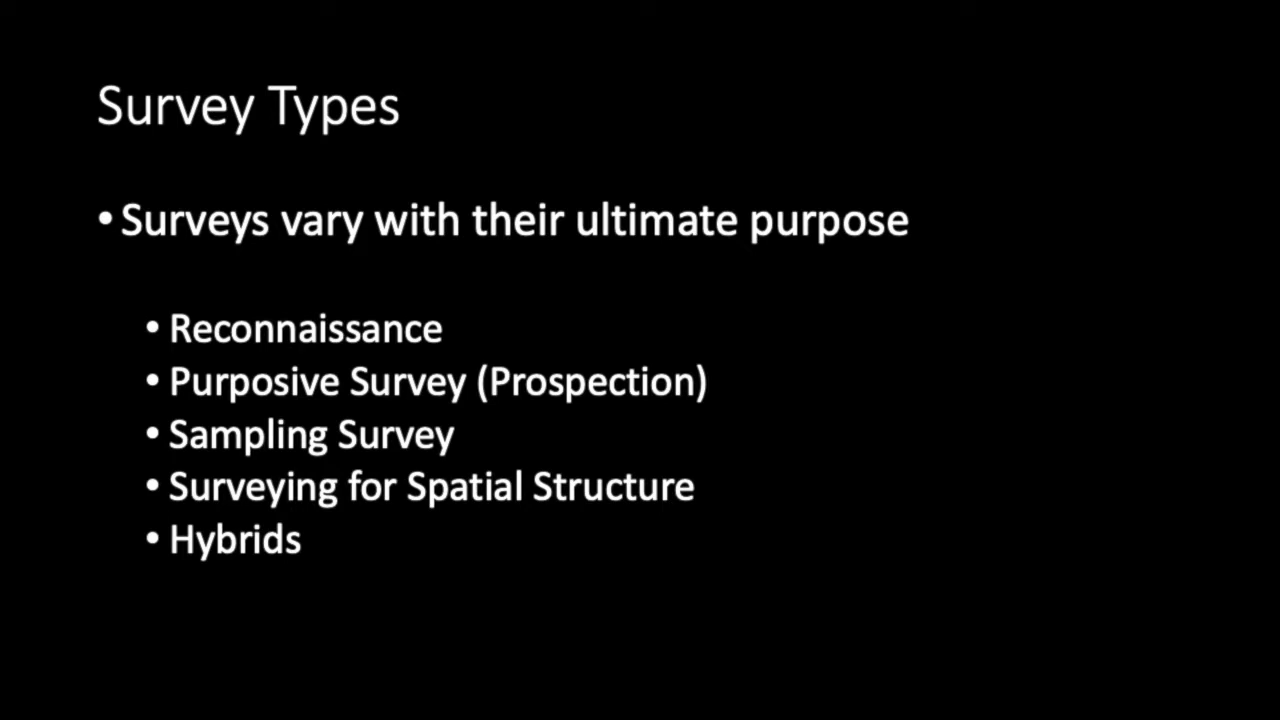 Survey Types
• Surveys vary with their ultimate purpose
• Reconnaissance
• Purposive Survey (Prospection)
• Sampling Survey
• Surveying for Spatial Structure
• Hybrids